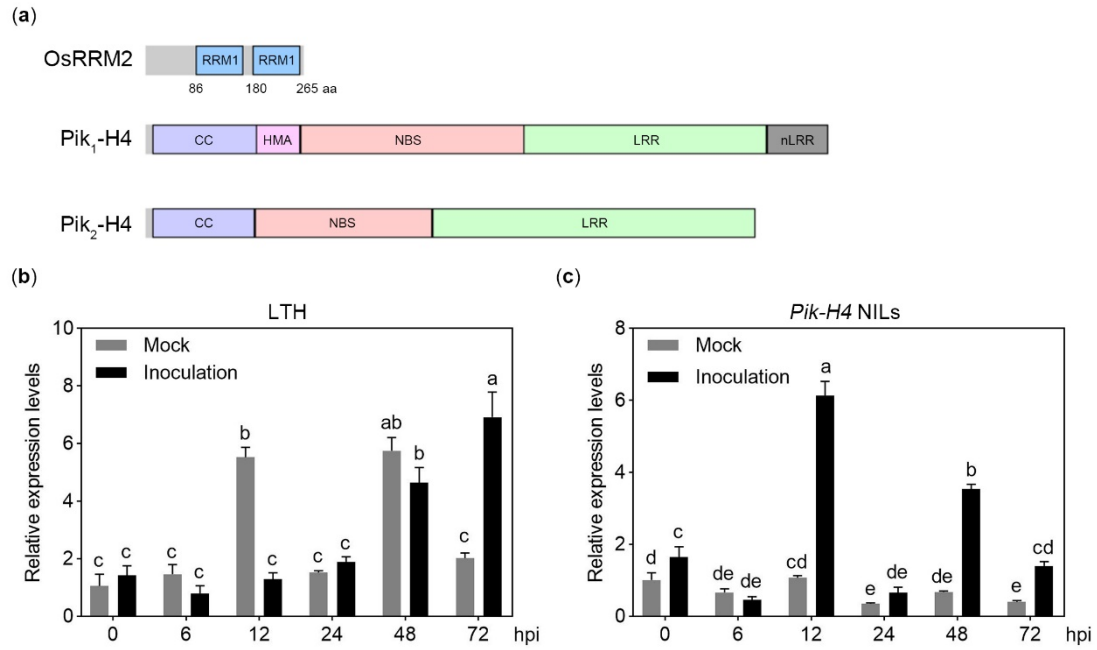 (a)
OsRRM2 RRM1 RRM1
86 180 265 aa
Pik₁-H4 CC HMA NBS LRR nLRR
Pik₂-H4 CC NBS LRR
(b) (c)
LTH
Relative expression levels
10
8
6
4
2
0
Mock
Inoculation
c c c c b c c c ab b c a
0 6 12 24 48 72 hpi
Pik-H4 NILs
Relative expression levels
8
6
4
2
0
Mock
Inoculation
d c de de cd a e de de b e cd
0 6 12 24 48 72 hpi